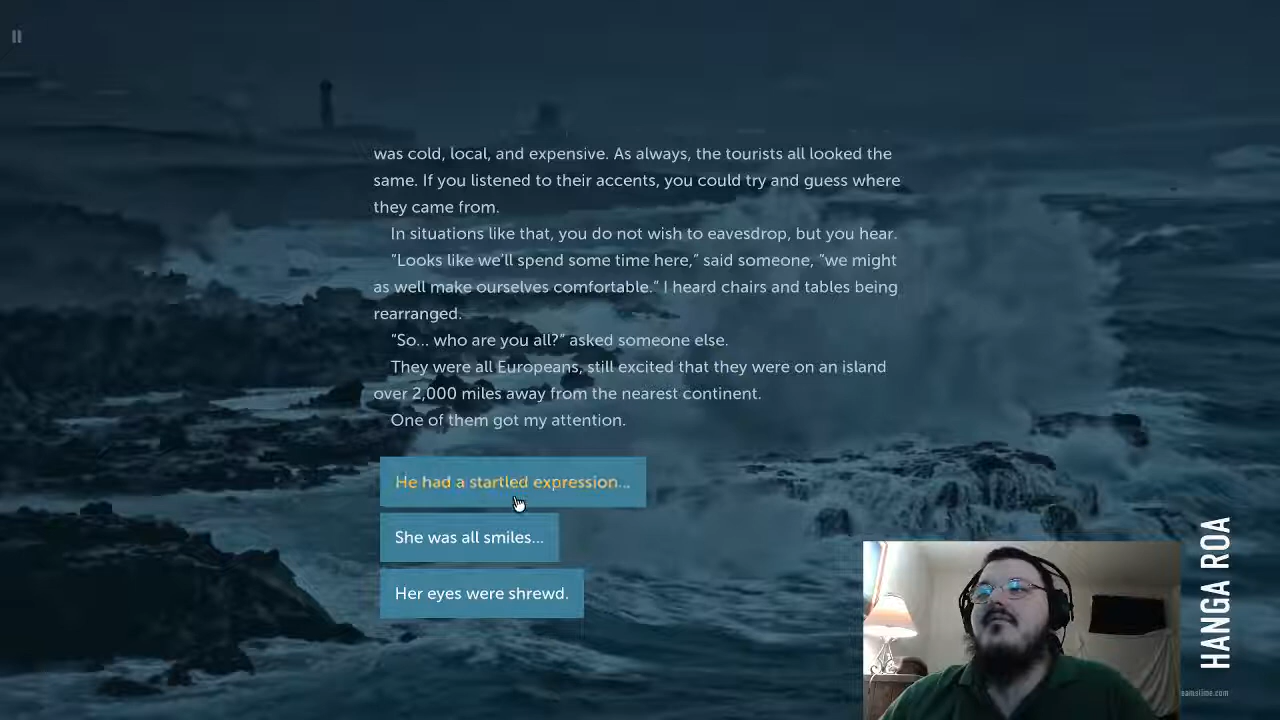 was cold, local, and expensive. As always, the tourists all looked the
same. If you listened to their accents, you could try and guess where
they came from.
In situations like that, you do not wish to eavesdrop, but you hear.
"Looks like we'll spend some time here," said someone, "we might
as well make ourselves comfortable." I heard chairs and tables being
rearranged.
"So... who are you all?" asked someone else.
They were all Europeans, still excited that they were on an island
over 2,000 miles away from the nearest continent.
One of them got my attention.
He had a startled expression...
She was all smiles...
Her eyes were shrewd.
HANGA ROA